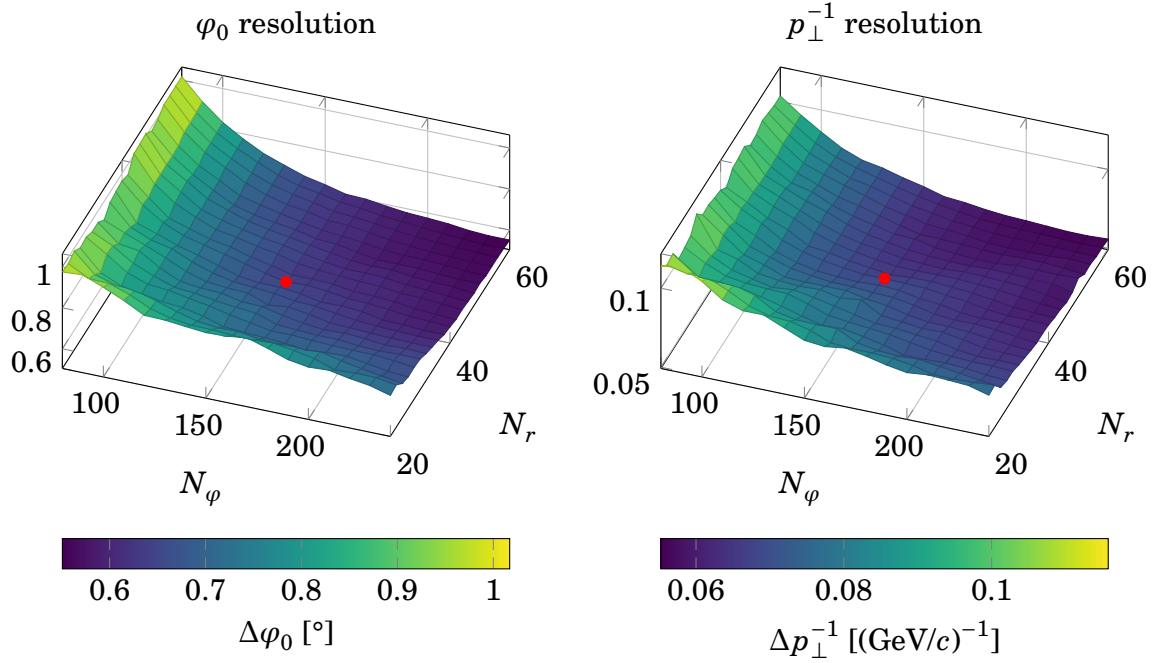 φ₀ resolution
p⊥⁻¹ resolution
1
0.8
0.6
100
150
200
20
40
60
Nφ
Nᵣ
0.1
0.05
100
150
200
20
40
60
Nφ
Nᵣ
0.6 0.7 0.8 0.9 1
Δφ₀ [°]
0.06 0.08 0.1
Δp⊥⁻¹ [(GeV/c)⁻¹]